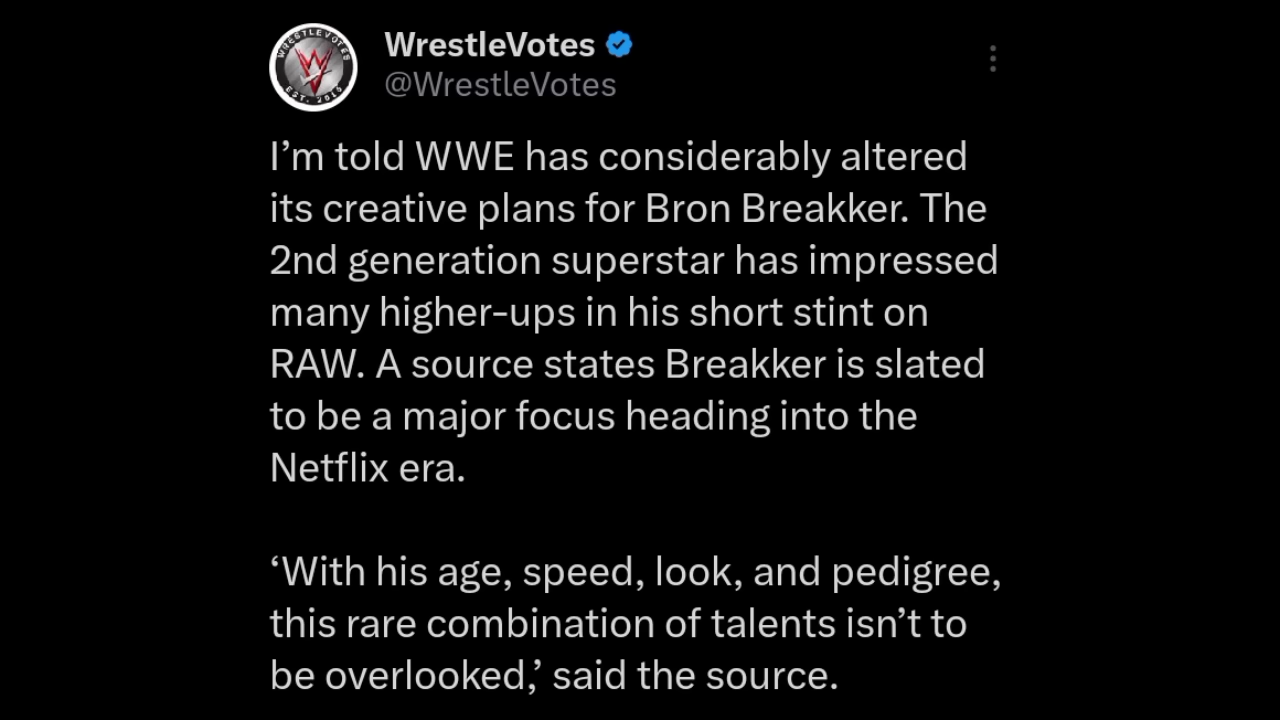 WrestleVotes
@WrestleVotes
WRESTLEVOTES
EST. 2015
I’m told WWE has considerably altered
its creative plans for Bron Breakker. The
2nd generation superstar has impressed
many higher-ups in his short stint on
RAW. A source states Breakker is slated
to be a major focus heading into the
Netflix era.
‘With his age, speed, look, and pedigree,
this rare combination of talents isn’t to
be overlooked,’ said the source.